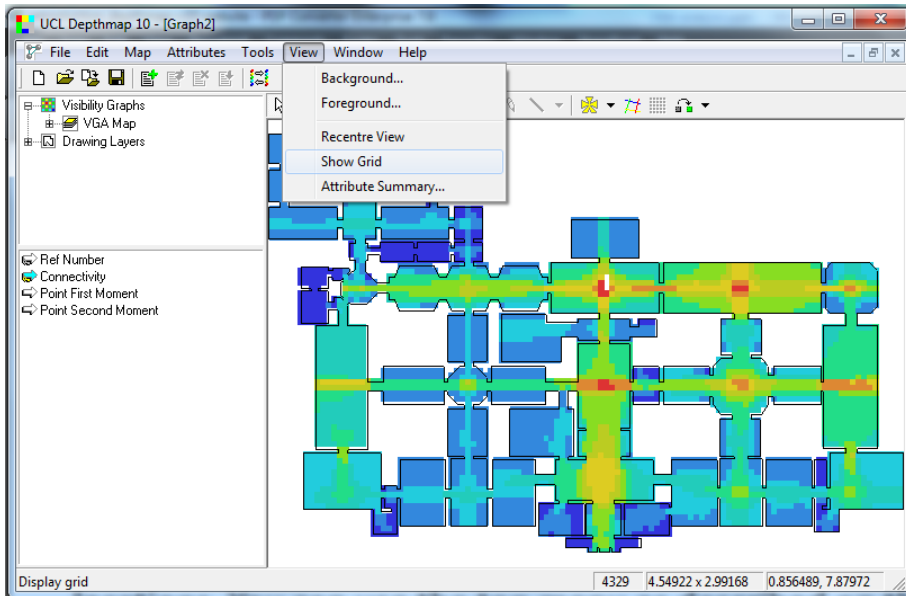 UCL Depthmap 10 - [Graph2]
File Edit Map Attributes Tools View Window Help
Background...
Foreground...
Recentre View
Show Grid
Attribute Summary...
Visibility Graphs
VGA Map
Drawing Layers
Ref Number
Connectivity
Point First Moment
Point Second Moment
Display grid
4329 4.54922 x 2.99168 0.856489, 7.87972